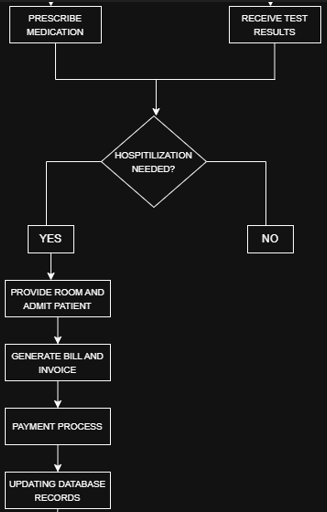 PRESCRIBE
MEDICATION
RECEIVE TEST
RESULTS
HOSPITILIZATION
NEEDED?
YES
NO
PROVIDE ROOM AND
ADMIT PATIENT
GENERATE BILL AND
INVOICE
PAYMENT PROCESS
UPDATING DATABASE
RECORDS